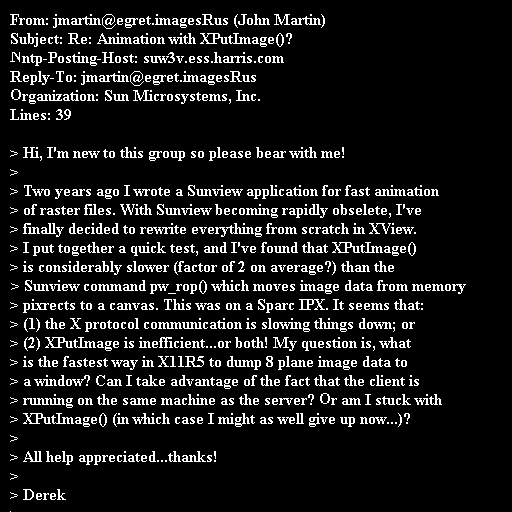 From: jmartin@egret.imagesRus (John Martin)
Subject: Re: Animation with XPutImage()?
Nntp-Posting-Host: suw3v.ess.harris.com
Reply-To: jmartin@egret.imagesRus
Organization: Sun Microsystems, Inc.
Lines: 39

> Hi, I'm new to this group so please bear with me!
>
> Two years ago I wrote a Sunview application for fast animation
> of raster files. With Sunview becoming rapidly obselete, I've
> finally decided to rewrite everything from scratch in XView.
> I put together a quick test, and I've found that XPutImage()
> is considerably slower (factor of 2 on average?) than the
> Sunview command pw_rop() which moves image data from memory
> pixrects to a canvas. This was on a Sparc IPX. It seems that:
> (1) the X protocol communication is slowing things down; or
> (2) XPutImage is inefficient...or both! My question is, what
> is the fastest way in X11R5 to dump 8 plane image data to
> a window? Can I take advantage of the fact that the client is
> running on the same machine as the server? Or am I stuck with
> XPutImage() (in which case I might as well give up now...)?
>
> All help appreciated...thanks!
>
> Derek